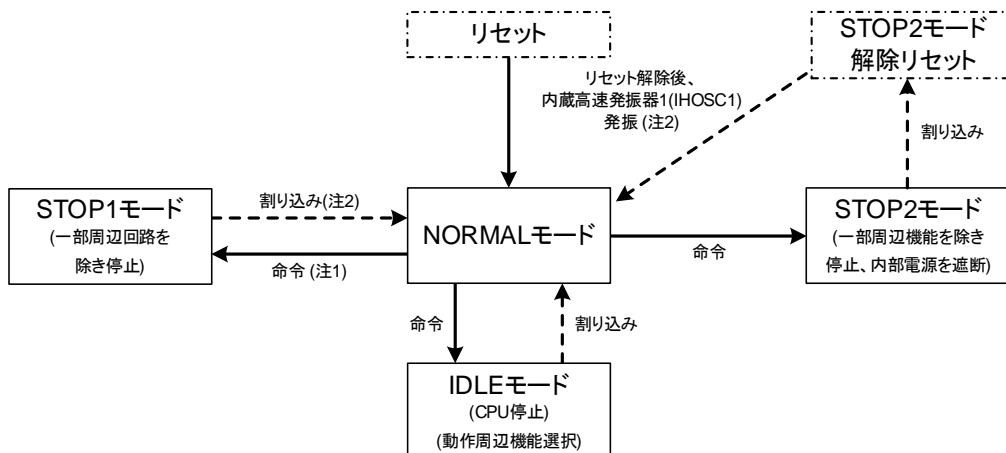 リセット
STOP2モード
解除リセット
リセット解除後、
内蔵高速発振器1(IHOSC1)
発振 (注2)
割り込み
STOP1モード
(一部周辺回路を
除き停止)
割り込み(注2)
命令 (注1)
NORMALモード
命令
STOP2モード
(一部周辺機能を除き
停止、内部電源を遮断)
命令
割り込み
IDLEモード
(CPU停止)
(動作周辺機能選択)